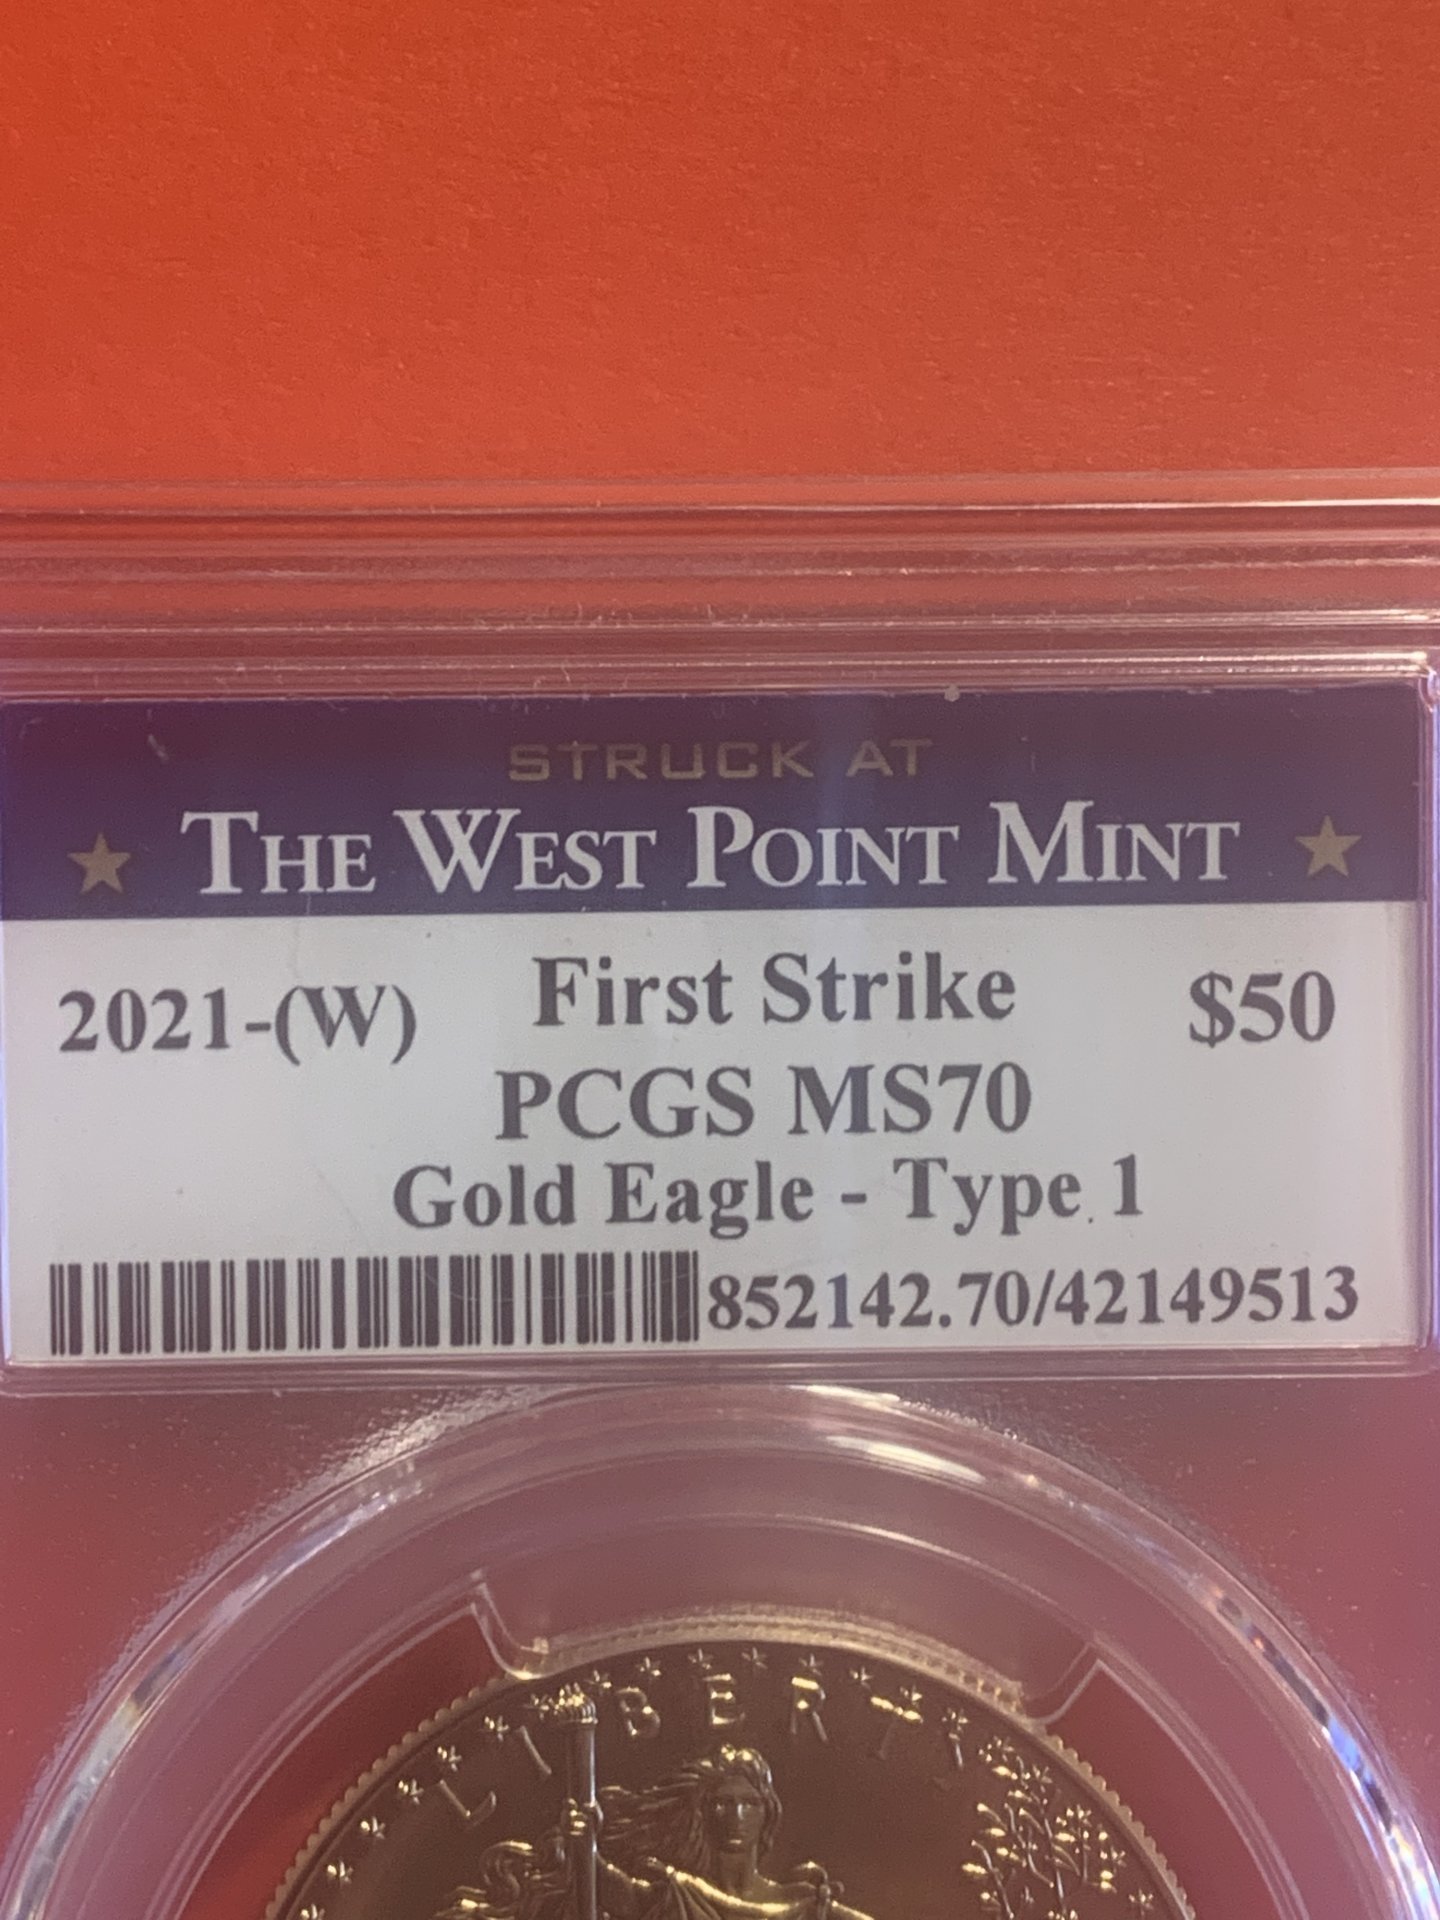 STRUCK AT
THE WEST POINT MINT
2021-(W) First Strike $50
PCGS MS70
Gold Eagle - Type 1
852142.70/42149513
LIBERTY